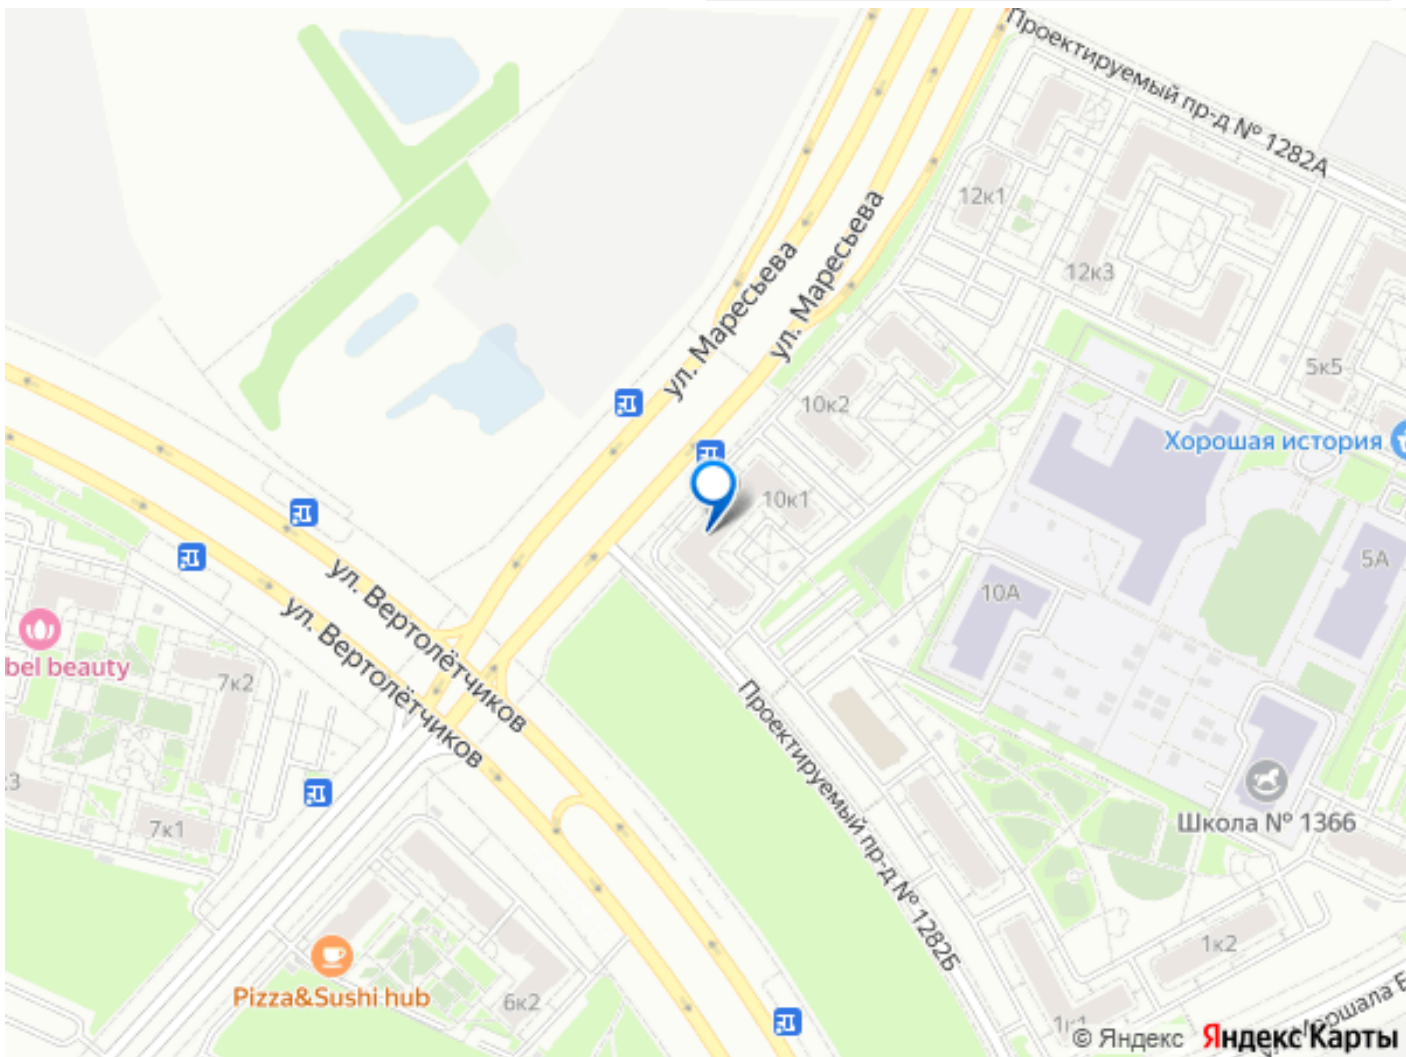 Проектируемый пр-д № 1282А
12к1
12к3
ул. Маресьева
ул. Маресьева
5к5
10к2
Хорошая история
10к1
5А
10А
ул. Вертолётчиков
ул. Вертолётчиков
bel beauty
7к2
Проектируемый пр-д № 1282Б
7к1
Школа № 1366
Pizza&Sushi hub
6к2
1к2
1к1
© Яндекс Яндекс Карты